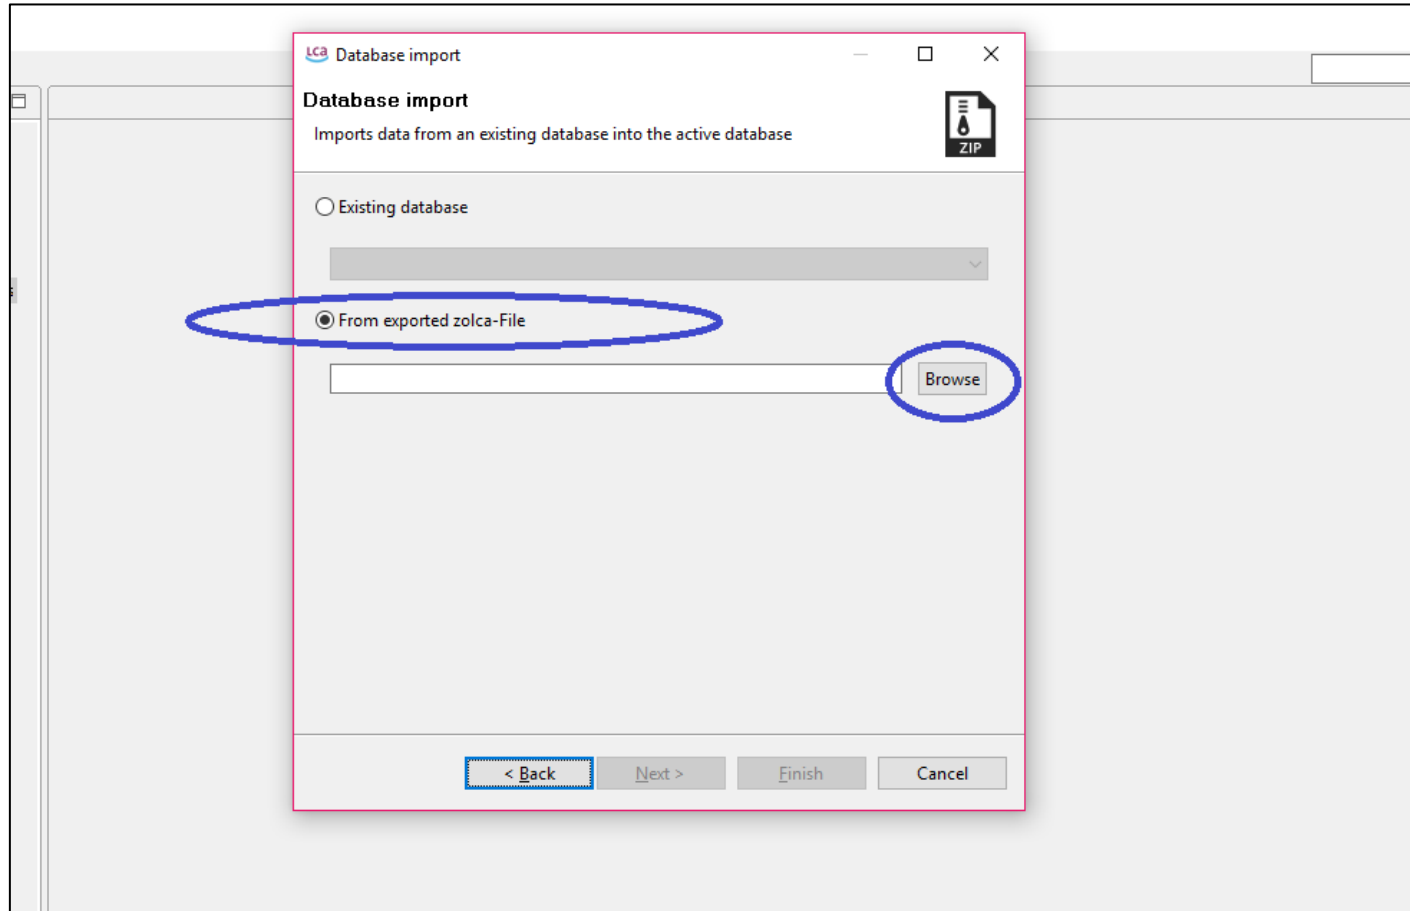 LCA Database import
Database import
Imports data from an existing database into the active database
ZIP
Existing database
From exported zolca-File
Browse
< Back
Next >
Finish
Cancel